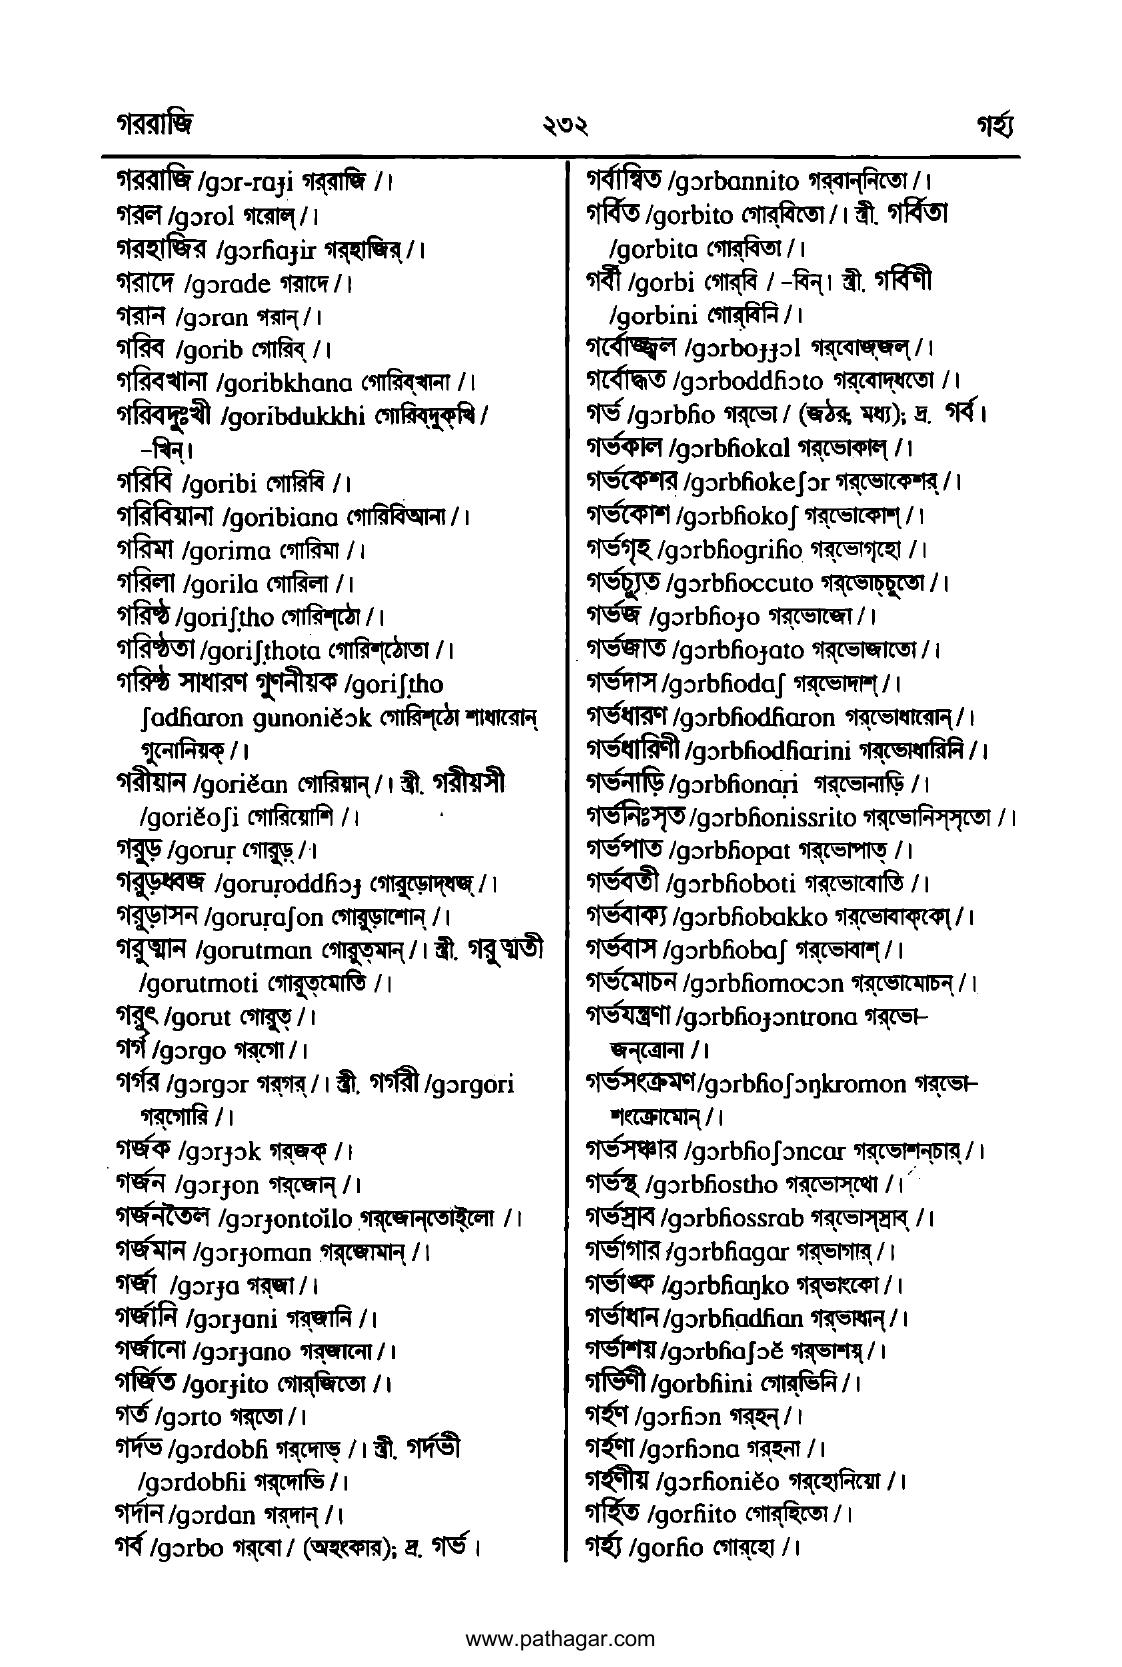 গররাজি ২৩২ গর্হ্য
গররাজি /gɔr-raɟi গর্‌রাজি /।
গরল /gɔrol গরোল্ /।
গরহাজির /gɔrɦaɟir গর্‌হাজির্ /।
গরাদে /gɔrade গরাদে /।
গরান /gɔran গরান্ /।
গরিব /gorib গোরিব্ /।
গরিবখানা /goribkhana গোরিব্‌খানা /।
গরিবদুঃখী /goribdukkhi গোরিব্‌দুক্‌খি /
–খিন্।
গরিবি /goribi গোরিবি /।
গরিবিয়ানা /goribiana গোরিবিআনা /।
গরিমা /gorima গোরিমা /।
গরিলা /gorila গোরিলা /।
গরিষ্ঠ /goriʃt̪ho গোরিশ্‌ঠো /।
গরিষ্ঠতা /goriʃt̪hota গোরিশ্‌ঠোতা /।
গরিষ্ঠ সাধারণ গুণনীয়ক /goriʃt̪ho
ʃadɦaron gunoniĕɔk গোরিশ্‌ঠো শাধারোন্
গুনোনিয়ক্ /।
গরীয়ান /goriĕan গোরিয়ান্ /। স্ত্রী. গরীয়সী
/goriĕoʃi গোরিয়োশি /।
গরুড় /goruṛ গোরুড়্ /।
গরুড়ধ্বজ /goruṛoddɦɔɟ গোরুড়োদ্‌ধজ্ /।
গরুড়াসন /goruṛaʃon গোরুড়াশোন্ /।
গরুত্মান /gorutman গোরুত্‌মান্ /। স্ত্রী. গরুত্মতী
/gorutmoti গোরুত্‌মোতি /।
গরুৎ /gorut গোরুত্ /।
গর্গ /gɔrgo গর্‌গো /।
গর্গর /gɔrgɔr গর্‌গর্ /। স্ত্রী. গর্গরী /gɔrgori
গর্‌গোরি /।
গর্জক /gɔrɟɔk গর্‌জক্ /।
গর্জন /gɔrɟon গর্‌জোন্ /।
গর্জনতৈল /gɔrɟontoĭlo গর্‌জোন্‌তোইলো /।
গর্জমান /gɔrɟoman গর্‌জোমান্ /।
গর্জা /gɔrɟa গর্‌জা /।
গর্জানি /gɔrɟani গর্‌জানি /।
গর্জানো /gɔrɟano গর্‌জানো /।
গর্জিত /gorɟito গোর্‌জিতো /।
গর্ত /gɔrto গর্‌তো /।
গর্দভ /gɔrdobɦ গর্‌দোভ্ /। স্ত্রী. গর্দভী
/gɔrdobɦi গর্‌দোভি /।
গর্দান /gɔrdan গর্‌দান্ /।
গর্ব /gɔrbo গর্‌বো / (অহংকার); দ্র. গর্ভ।
গর্বান্বিত /gɔrbannito গর্‌বান্‌নিতো /।
গর্বিত /gorbito গোর্‌বিতো /। স্ত্রী. গর্বিতা
/gorbita গোর্‌বিতা /।
গর্বী /gorbi গোর্‌বি / –বিন্। স্ত্রী. গর্বিণী
/gorbini গোর্‌বিনি /।
গর্বোজ্জ্বল /gɔrboɟɟɔl গর্‌বোজ্‌জল্ /।
গর্বোদ্ধত /gɔrboddɦɔto গর্‌বোদ্‌ধতো /।
গর্ভ /gɔrbɦo গর্‌ভো / (জঠর, মধ্য); দ্র. গর্ব।
গর্ভকাল /gɔrbɦokal গর্‌ভোকাল্ /।
গর্ভকেশর /gɔrbɦokeʃɔr গর্‌ভোকেশর্ /।
গর্ভকোশ /gɔrbɦokoʃ গর্‌ভোকোশ্ /।
গর্ভগৃহ /gɔrbɦogriɦo গর্‌ভোগৃহো /।
গর্ভচ্যুত /gɔrbɦoccuto গর্‌ভোচ্‌চুতো /।
গর্ভজ /gɔrbɦoɟo গর্‌ভোজো /।
গর্ভজাত /gɔrbɦoɟato গর্‌ভোজাতো /।
গর্ভদাস /gɔrbɦodaʃ গর্‌ভোদাশ্ /।
গর্ভধারণ /gɔrbɦodɦaron গর্‌ভোধারোন্ /।
গর্ভধারিণী /gɔrbɦodɦarini গর্‌ভোধারিনি /।
গর্ভনাড়ি /gɔrbɦonaṛi গর্‌ভোনাড়ি /।
গর্ভনিঃসৃত /gɔrbɦonissrito গর্‌ভোনিস্‌সৃতো /।
গর্ভপাত /gɔrbɦopat গর্‌ভোপাত্ /।
গর্ভবতী /gɔrbɦoboti গর্‌ভোবোতি /।
গর্ভবাক্য /gɔrbɦobakko গর্‌ভোবাক্‌কো /।
গর্ভবাস /gɔrbɦobaʃ গর্‌ভোবাশ্ /।
গর্ভমোচন /gɔrbɦomocɔn গর্‌ভোমোচন্ /।
গর্ভযন্ত্রণা /gɔrbɦoɟɔntrona গর্‌ভো–
জন্‌ত্রোনা /।
গর্ভসংক্রমণ /gɔrbɦoʃɔŋkromon গর্‌ভো–
শংক্রোমোন্ /।
গর্ভসঞ্চার /gɔrbɦoʃɔncar গর্‌ভোশন্‌চার্ /।
গর্ভস্থ /gɔrbɦostho গর্‌ভোস্‌থো /।
গর্ভস্রাব /gɔrbɦossrab গর্‌ভোস্‌স্রাব্ /।
গর্ভাগার /gɔrbɦagar গর্‌ভাগার্ /।
গর্ভাঙ্ক /gɔrbɦaŋko গর্‌ভাংকো /।
গর্ভাধান /gɔrbɦadɦan গর্‌ভাধান্ /।
গর্ভাশয় /gɔrbɦaʃɔĕ গর্‌ভাশয়্ /।
গর্ভিণী /gorbɦini গোর্‌ভিনি /।
গর্হণ /gɔrɦɔn গর্‌হন্ /।
গর্হণা /gɔrɦɔna গর্‌হনা /।
গর্হণীয় /gɔrɦoniĕo গর্‌হোনিয়ো /।
গর্হিত /gorɦito গোর্‌হিতো /।
গর্হ্য /gorɦo গোর্‌হো /।
www.pathagar.com